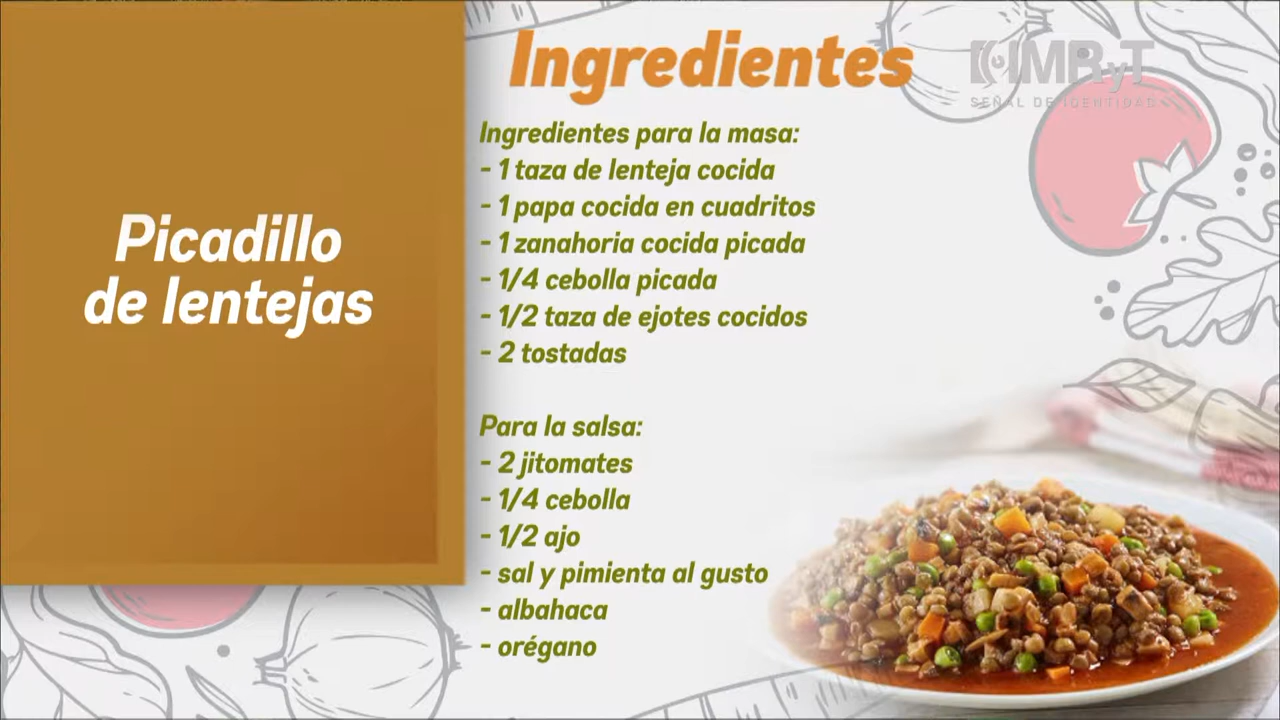 Picadillo
de lentejas
Ingredientes
IMRyT
SEÑAL DE IDENTIDAD
Ingredientes para la masa:
- 1 taza de lenteja cocida
- 1 papa cocida en cuadritos
- 1 zanahoria cocida picada
- 1/4 cebolla picada
- 1/2 taza de ejotes cocidos
- 2 tostadas
Para la salsa:
- 2 jitomates
- 1/4 cebolla
- 1/2 ajo
- sal y pimienta al gusto
- albahaca
- orégano